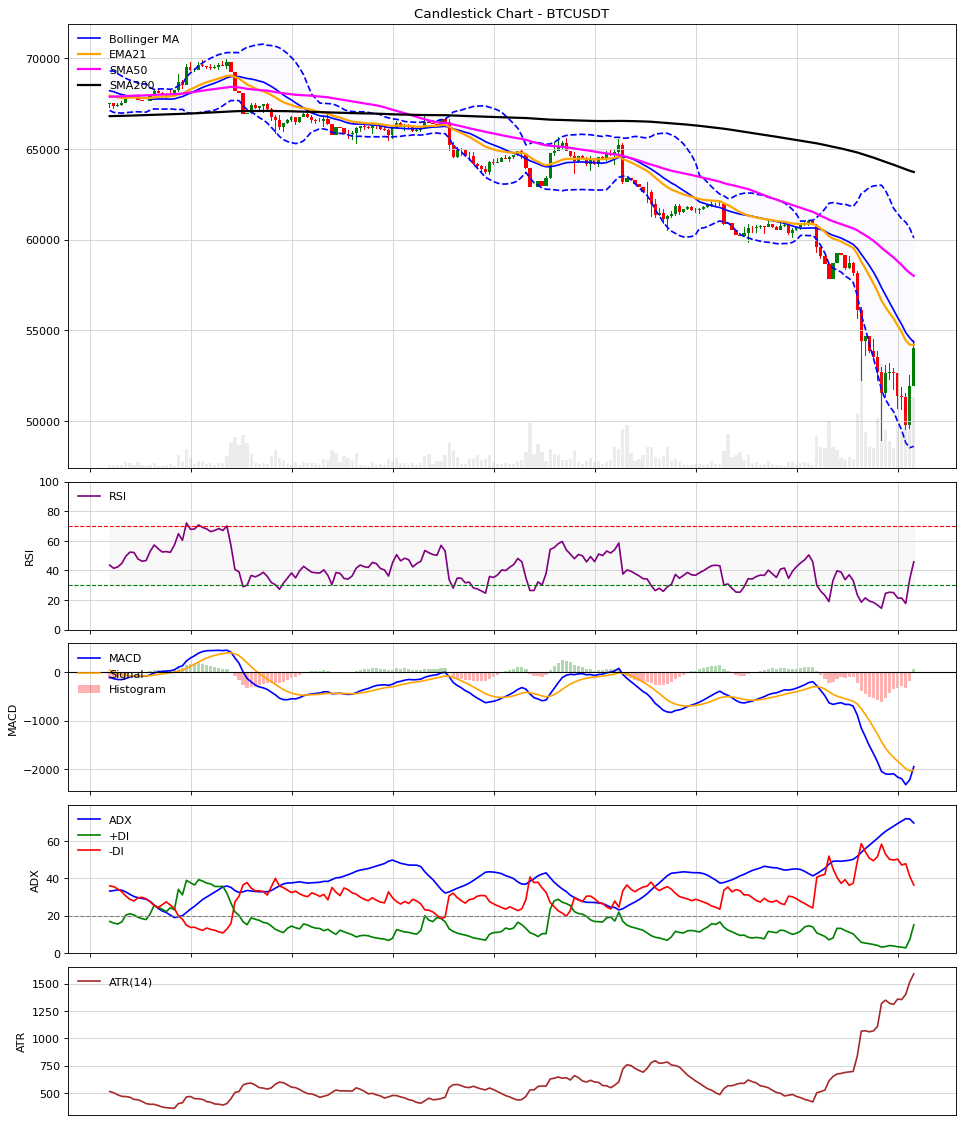 Candlestick Chart - BTCUSDT
Bollinger MA
EMA21
SMA50
SMA200
70000
65000
60000
55000
50000
RSI
RSI
100
80
60
40
20
0
MACD
Signal
Histogram
MACD
0
−1000
−2000
ADX
+DI
-DI
ADX
60
40
20
0
ATR(14)
ATR
1500
1250
1000
750
500